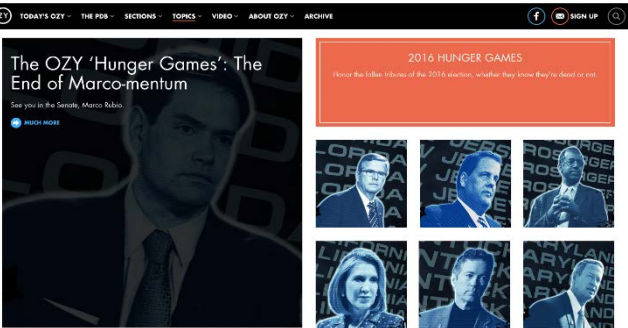 ZY
TODAY'S OZY
THE PDB
SECTIONS
TOPICS
VIDEO
ABOUT OZY
ARCHIVE
f
SIGN UP
The OZY ‘Hunger Games’: The
End of Marco-mentum
See you in the Senate, Marco Rubio.
MUCH MORE
2016 HUNGER GAMES
Honor the fallen tributes of the 2016 election, whether they know they're dead or not.